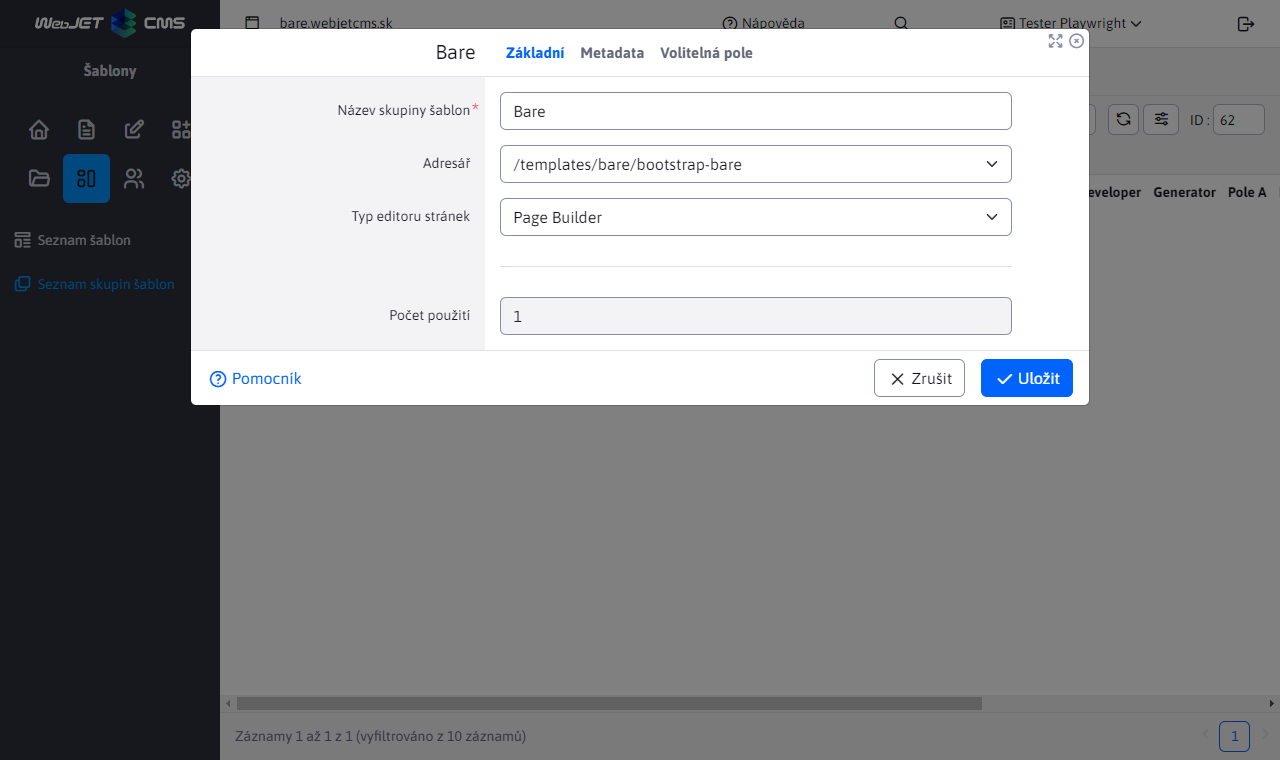 WebJET CMS
bare.webjetcms.sk
Nápověda
Tester Playwright
Šablony
Bare
Základní
Metadata
Volitelná pole
Název skupiny šablon*
Bare
Adresář
/templates/bare/bootstrap-bare
Typ editoru stránek
Page Builder
Počet použití
1
Pomocník
Zrušit
Uložit
ID :
62
eveloper
Generator
Pole A
Seznam šablon
Seznam skupin šablon
Záznamy 1 až 1 z 1 (vyfiltrováno z 10 záznamů)
1